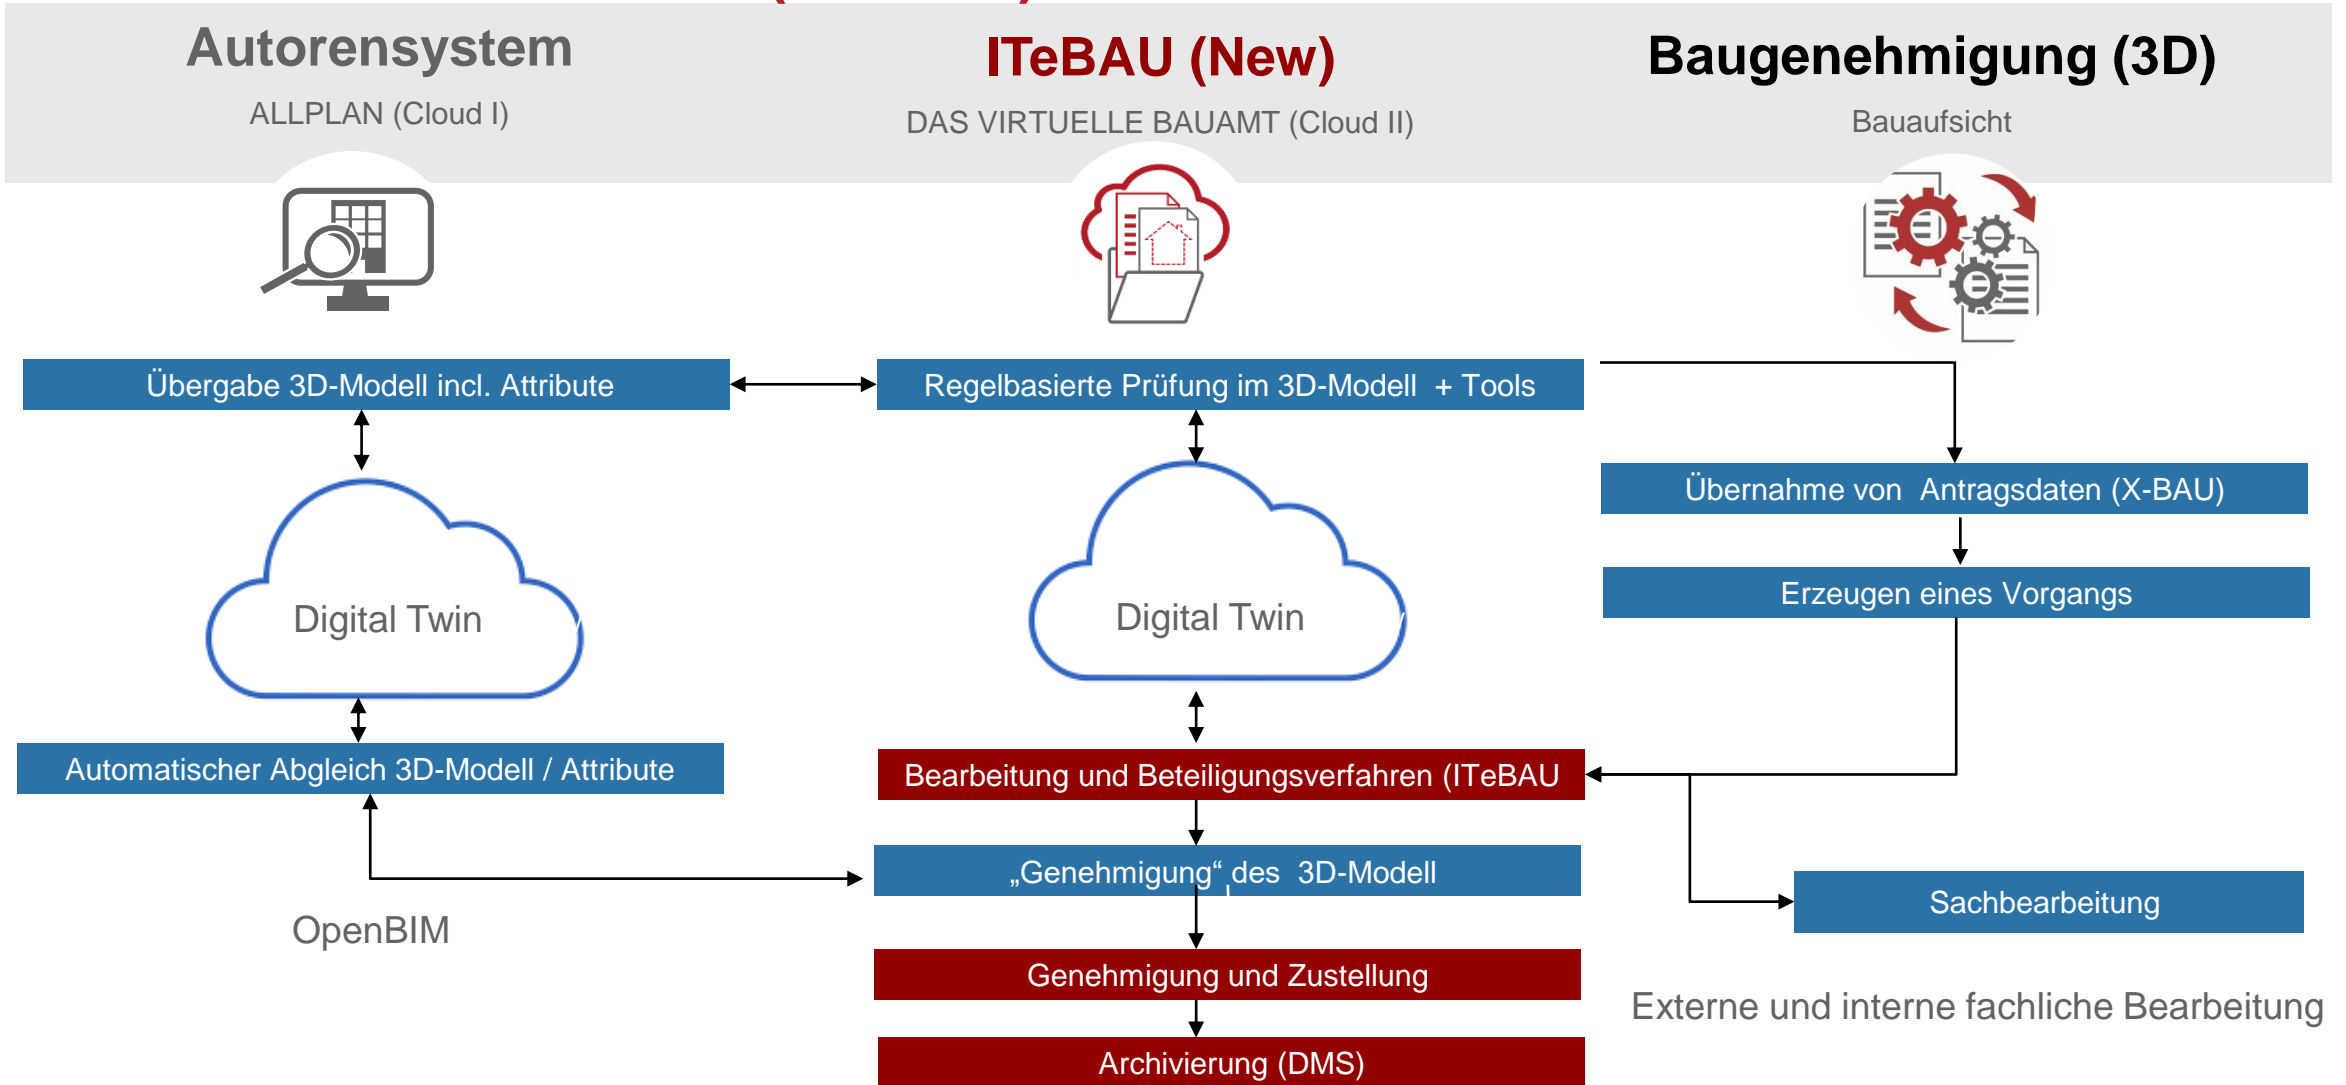 Autorensystem
ALLPLAN (Cloud I)
ITeBAU (New)
DAS VIRTUELLE BAUAMT (Cloud II)
Baugenehmigung (3D)
Bauaufsicht
Übergabe 3D-Modell incl. Attribute
Regelbasierte Prüfung im 3D-Modell + Tools
Übernahme von Antragsdaten (X-BAU)
Erzeugen eines Vorgangs
Digital Twin
Digital Twin
Automatischer Abgleich 3D-Modell / Attribute
Bearbeitung und Beteiligungsverfahren (ITeBAU
„Genehmigung“ des 3D-Modell
Sachbearbeitung
OpenBIM
Genehmigung und Zustellung
Externe und interne fachliche Bearbeitung
Archivierung (DMS)